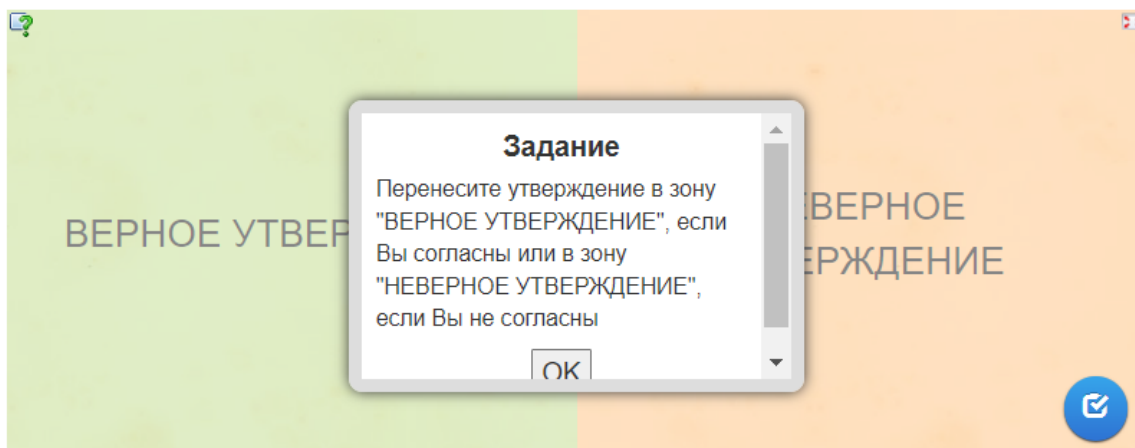 Задание
Перенесите утверждение в зону
"ВЕРНОЕ УТВЕРЖДЕНИЕ", если
Вы согласны или в зону
"НЕВЕРНОЕ УТВЕРЖДЕНИЕ",
если Вы не согласны
OK
ВЕРНОЕ УТВЕР
ЕВЕРНОЕ
ЕРЖДЕНИЕ